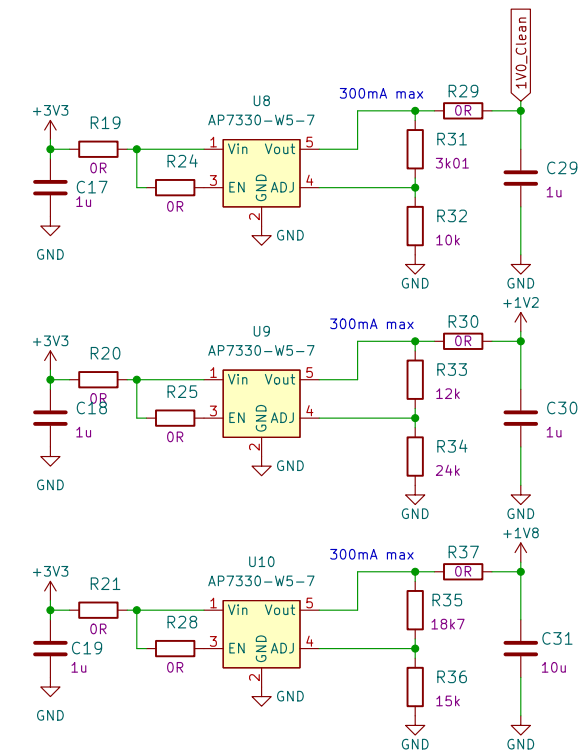 1V0_Clean
300mA max
R29
0R
+3V3
R19
0R
U8
AP7330-W5-7
1
Vin
Vout
5
R24
0R
3
EN
GND
ADJ
4
2
GND
R31
3k01
R32
10k
GND
C17
1u
GND
C29
1u
GND
+1V2
300mA max
R30
0R
+3V3
R20
0R
U9
AP7330-W5-7
1
Vin
Vout
5
R25
0R
3
EN
GND
ADJ
4
2
GND
R33
12k
R34
24k
GND
C18
1u
GND
C30
1u
GND
+1V8
300mA max
R37
0R
+3V3
R21
0R
U10
AP7330-W5-7
1
Vin
Vout
5
R28
0R
3
EN
GND
ADJ
4
2
GND
R35
18k7
R36
15k
GND
C19
1u
GND
C31
10u
GND